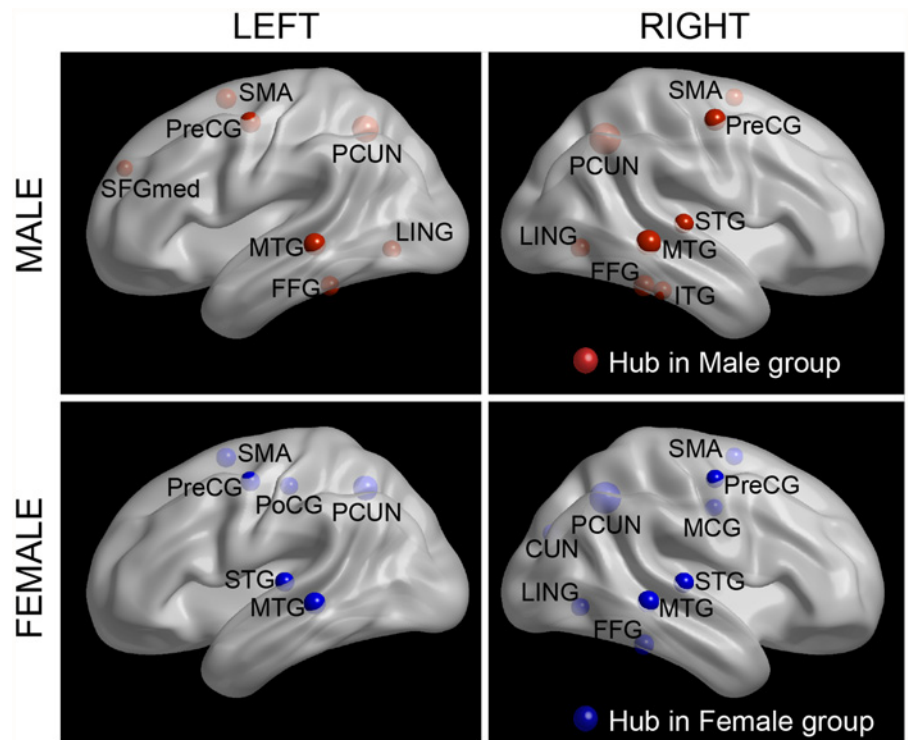 LEFT
RIGHT
MALE
SMA
PreCG
PCUN
SFGmed
MTG
LING
FFG
SMA
PreCG
PCUN
STG
LING
MTG
FFG
ITG
Hub in Male group
FEMALE
SMA
PreCG
PoCG
PCUN
STG
MTG
SMA
PreCG
PCUN
MCG
CUN
STG
LING
MTG
FFG
Hub in Female group